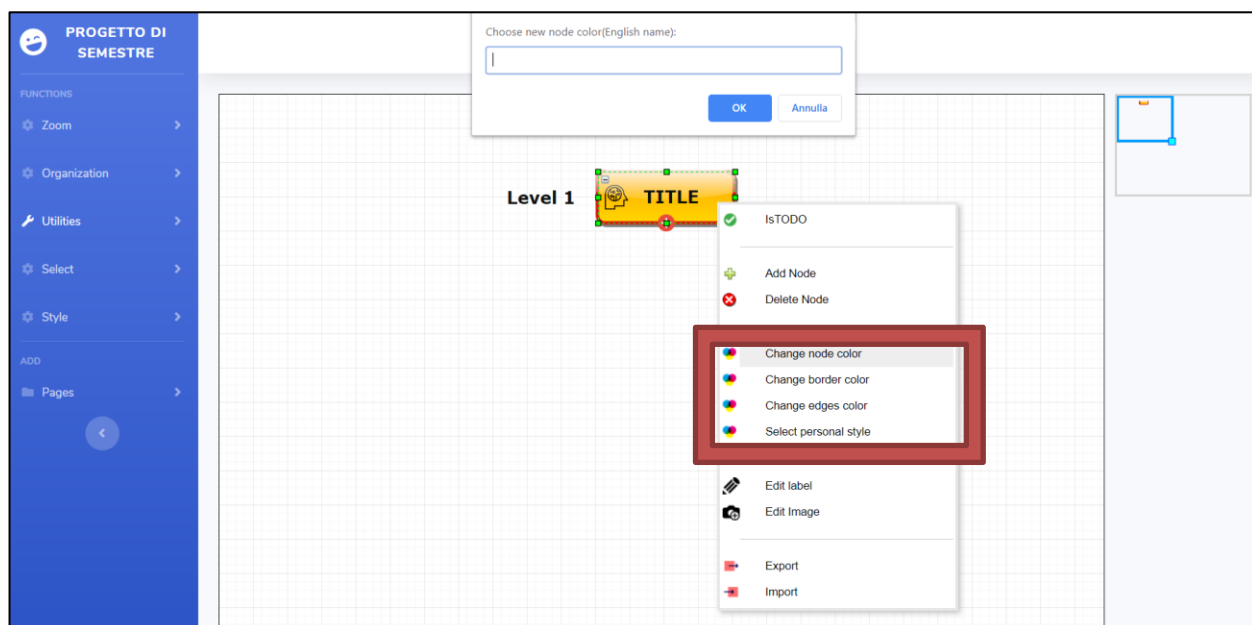 PROGETTO DI
SEMESTRE
FUNCTIONS
Zoom
Organization
Utilities
Select
Style
ADD
Pages
Choose new node color(English name):
OK Annulla
Level 1 TITLE
IsTODO
Add Node
Delete Node
Change node color
Change border color
Change edges color
Select personal style
Edit label
Edit Image
Export
Import